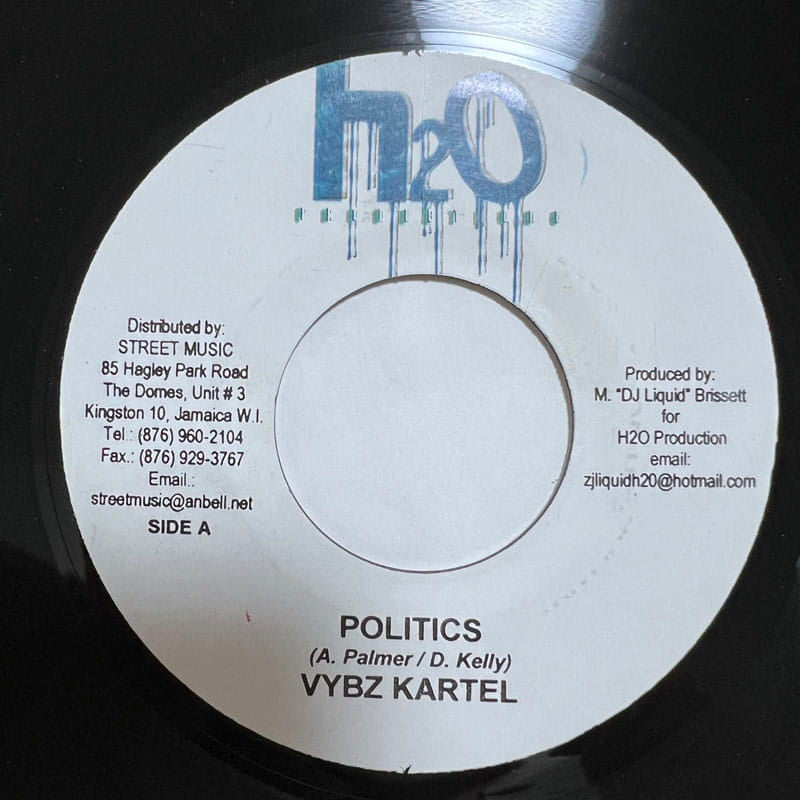 h2O
Distributed by:
STREET MUSIC
85 Hagley Park Road
The Domes, Unit # 3
Kingston 10, Jamaica W.I.
Tel.: (876) 960-2104
Fax.: (876) 929-3767
Email.:
streetmusic@anbell.net
SIDE A
Produced by:
M. "DJ Liquid" Brissett
for
H2O Production
email:
zjliquidh20@hotmail.com
POLITICS
(A. Palmer / D. Kelly)
VYBZ KARTEL